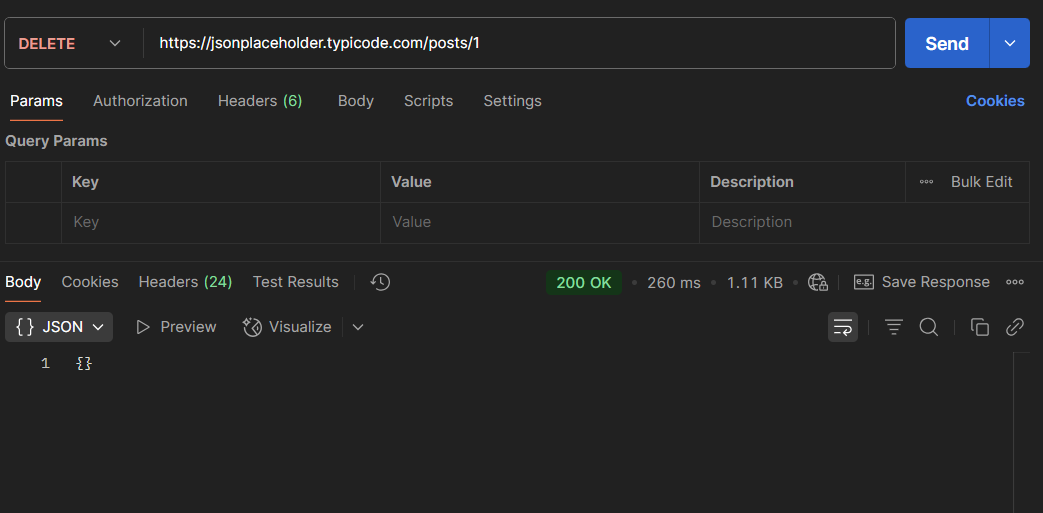 DELETE https://jsonplaceholder.typicode.com/posts/1 Send
Params Authorization Headers (6) Body Scripts Settings Cookies
Query Params
Key Value Description Bulk Edit
Key Value Description
Body Cookies Headers (24) Test Results 200 OK • 260 ms • 1.11 KB • e.g. Save Response
{} JSON Preview Visualize
1 {}